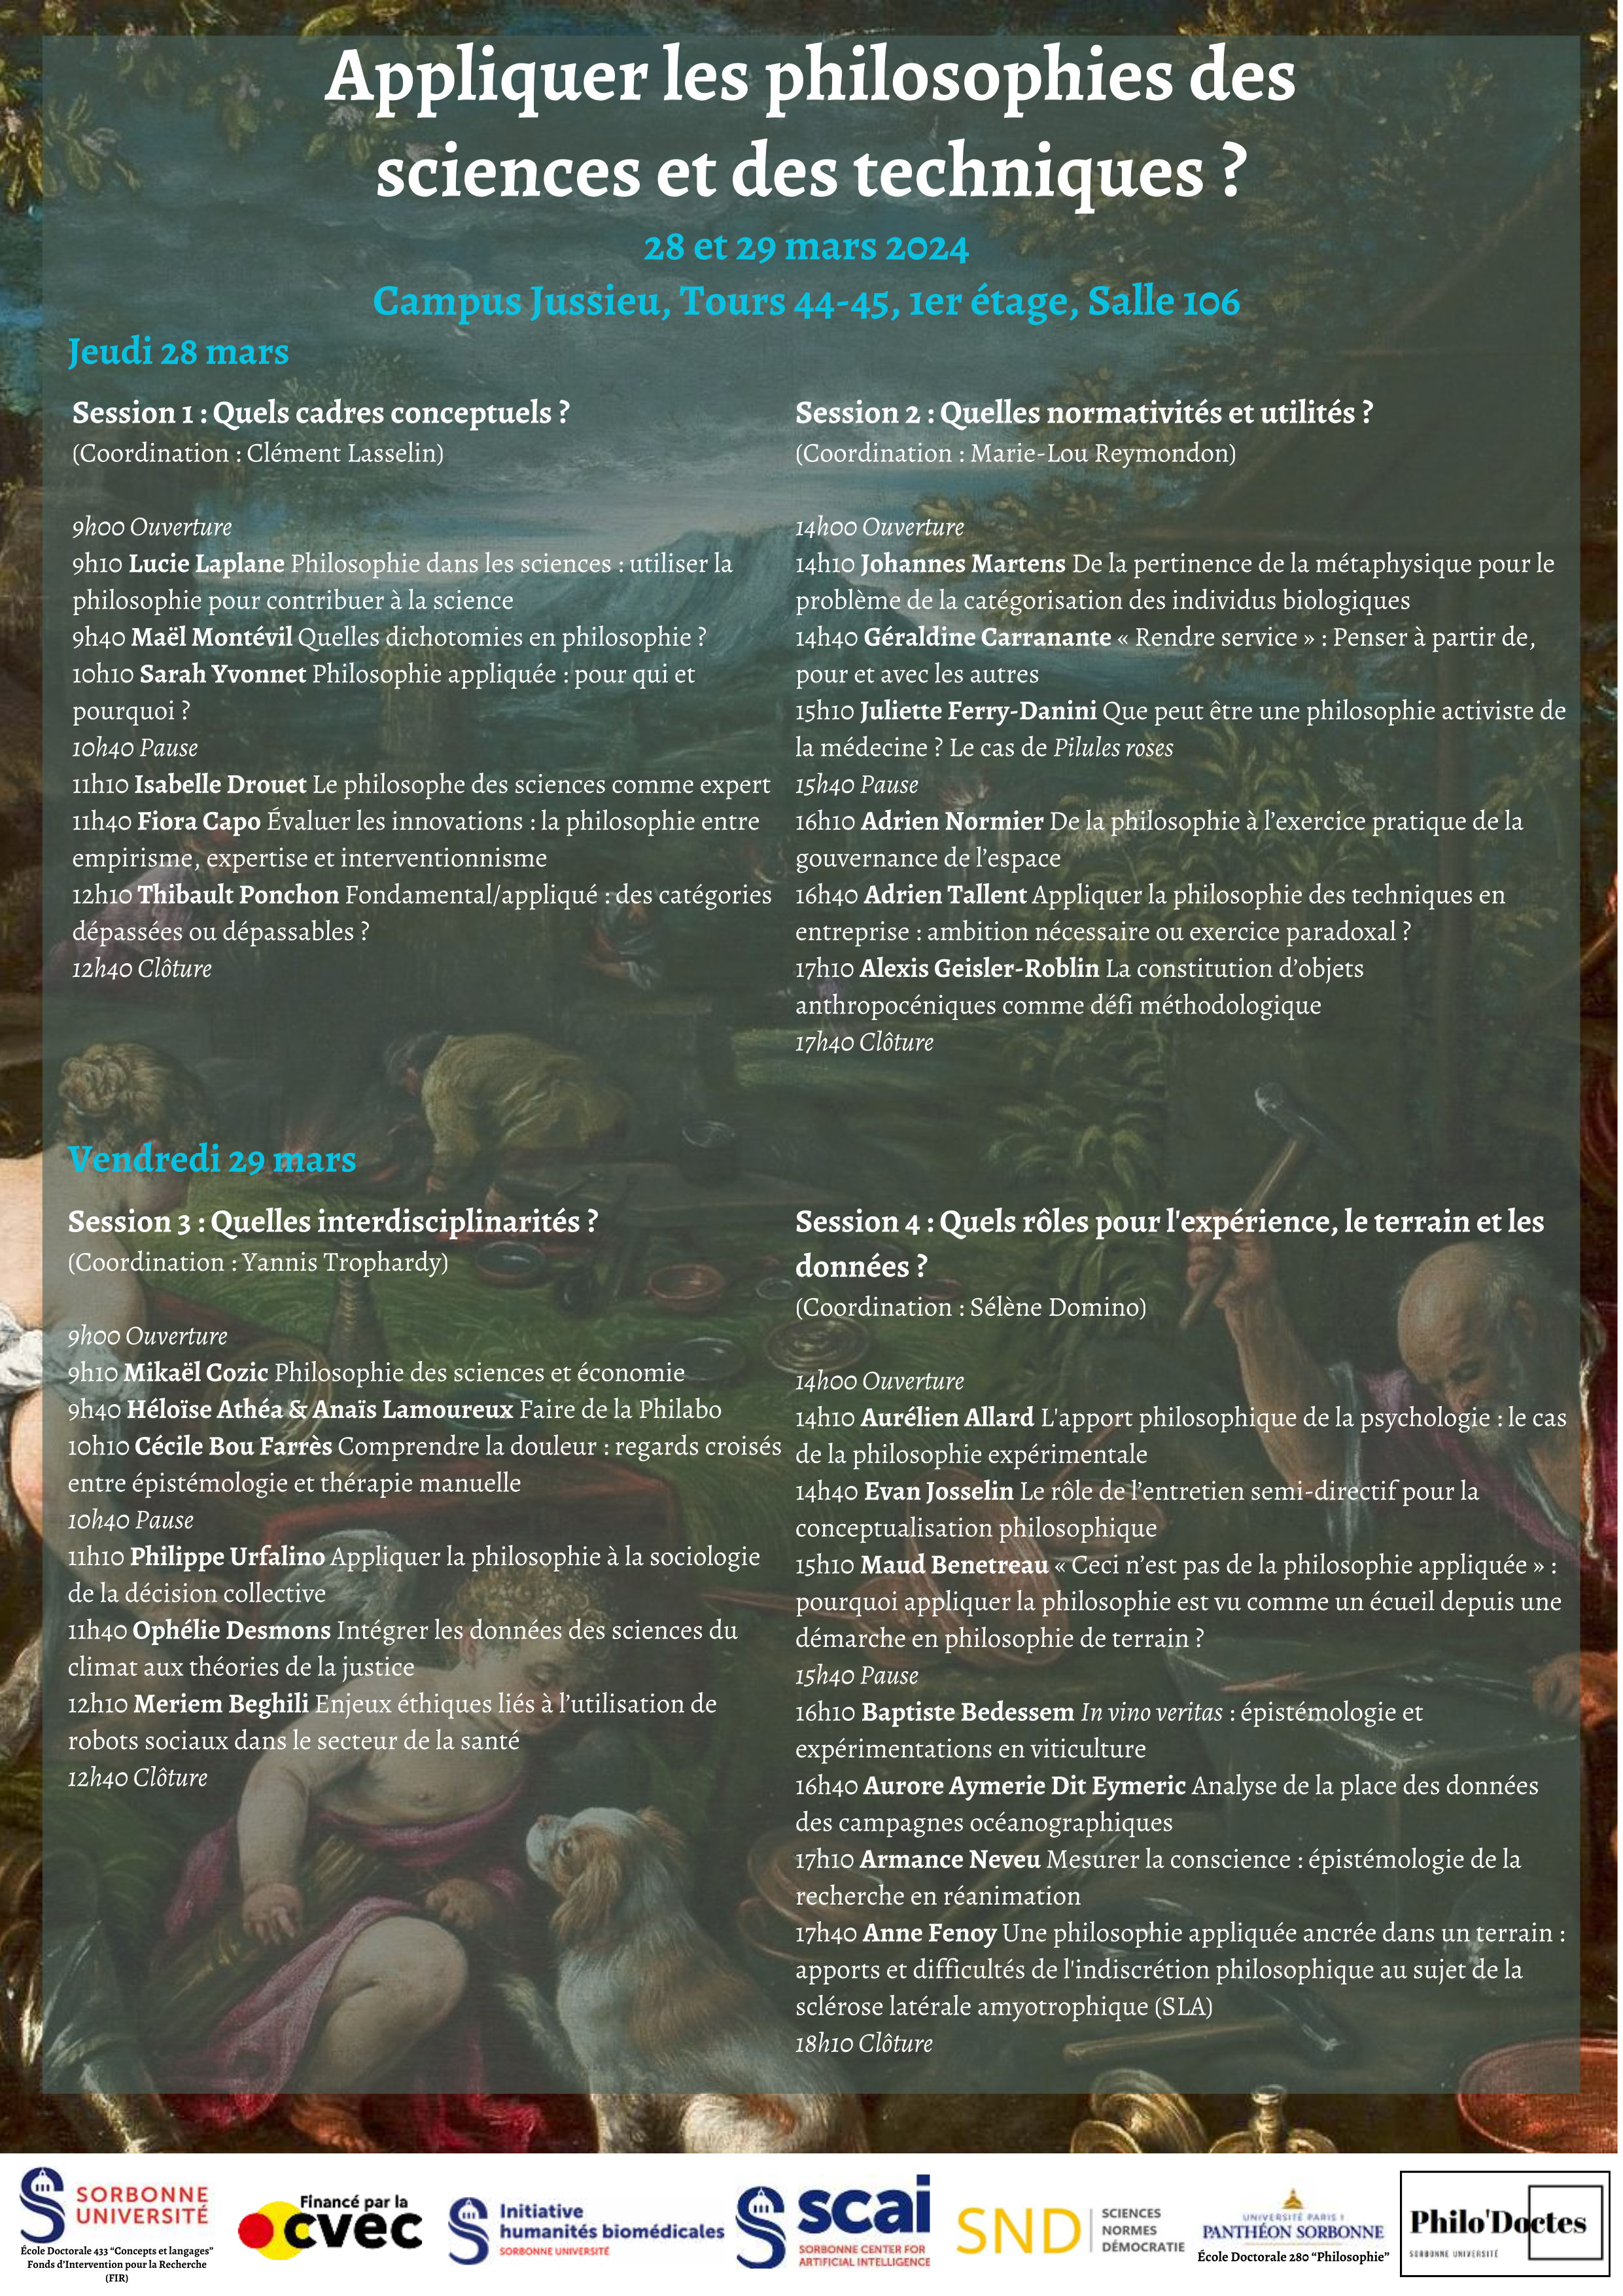 Appliquer les philosophies des
sciences et des techniques ?
28 et 29 mars 2024
Campus Jussieu, Tours 44-45, 1er étage, Salle 106
Jeudi 28 mars
Session 1 : Quels cadres conceptuels ?
(Coordination : Clément Lasselin)
9h00 Ouverture
9h10 Lucie Laplane Philosophie dans les sciences : utiliser la
philosophie pour contribuer à la science
9h40 Maël Montévil Quelles dichotomies en philosophie ?
10h10 Sarah Yvonnet Philosophie appliquée : pour qui et
pourquoi ?
10h40 Pause
11h10 Isabelle Drouet Le philosophe des sciences comme expert
11h40 Fiora Capo Évaluer les innovations : la philosophie entre
empirisme, expertise et interventionnisme
12h10 Thibault Ponchon Fondamental/appliqué : des catégories
dépassées ou dépassables ?
12h40 Clôture
Session 2 : Quelles normativités et utilités ?
(Coordination : Marie-Lou Reymondon)
14h00 Ouverture
14h10 Johannes Martens De la pertinence de la métaphysique pour le
problème de la catégorisation des individus biologiques
14h40 Géraldine Carranante « Rendre service » : Penser à partir de,
pour et avec les autres
15h10 Juliette Ferry-Danini Que peut être une philosophie activiste de
la médecine ? Le cas de Pilules roses
15h40 Pause
16h10 Adrien Normier De la philosophie à l’exercice pratique de la
gouvernance de l’espace
16h40 Adrien Tallent Appliquer la philosophie des techniques en
entreprise : ambition nécessaire ou exercice paradoxal ?
17h10 Alexis Geisler-Roblin La constitution d’objets
anthropocéniques comme défi méthodologique
17h40 Clôture
Vendredi 29 mars
Session 3 : Quelles interdisciplinarités ?
(Coordination : Yannis Trophardy)
9h00 Ouverture
9h10 Mikaël Cozic Philosophie des sciences et économie
9h40 Héloïse Athéa & Anaïs Lamoureux Faire de la Philabo
10h10 Cécile Bou Farrès Comprendre la douleur : regards croisés
entre épistémologie et thérapie manuelle
10h40 Pause
11h10 Philippe Urfalino Appliquer la philosophie à la sociologie
de la décision collective
11h40 Ophélie Desmons Intégrer les données des sciences du
climat aux théories de la justice
12h10 Meriem Beghili Enjeux éthiques liés à l’utilisation de
robots sociaux dans le secteur de la santé
12h40 Clôture
Session 4 : Quels rôles pour l'expérience, le terrain et les
données ?
(Coordination : Sélène Domino)
14h00 Ouverture
14h10 Aurélien Allard L'apport philosophique de la psychologie : le cas
de la philosophie expérimentale
14h40 Evan Josselin Le rôle de l’entretien semi-directif pour la
conceptualisation philosophique
15h10 Maud Benetreau « Ceci n’est pas de la philosophie appliquée » :
pourquoi appliquer la philosophie est vu comme un écueil depuis une
démarche en philosophie de terrain ?
15h40 Pause
16h10 Baptiste Bedessem In vino veritas : épistémologie et
expérimentations en viticulture
16h40 Aurore Aymerie Dit Eymeric Analyse de la place des données
des campagnes océanographiques
17h10 Armance Neveu Mesurer la conscience : épistémologie de la
recherche en réanimation
17h40 Anne Fenoy Une philosophie appliquée ancrée dans un terrain :
apports et difficultés de l'indiscrétion philosophique au sujet de la
sclérose latérale amyotrophique (SLA)
18h10 Clôture
SORBONNE
UNIVERSITÉ
École Doctorale 433 “Concepts et langages”
Fonds d’Intervention pour la Recherche
(FIR)
Financé par la
cvec
Initiative
humanités biomédicales
SORBONNE UNIVERSITÉ
scai
SORBONNE CENTER FOR
ARTIFICIAL INTELLIGENCE
SND
SCIENCES
NORMES
DÉMOCRATIE
UNIVERSITÉ PARIS 1
PANTHÉON SORBONNE
École Doctorale 280 “Philosophie”
Philo'Doctes
SORBONNE UNIVERSITÉ